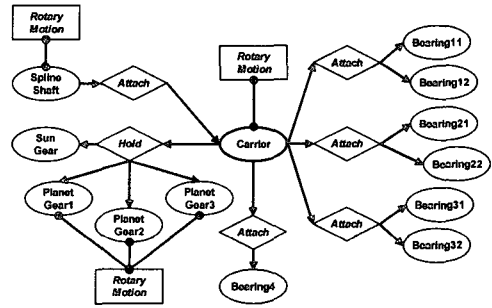 Rotary
Motion
Spline
Shaft
Attach
Rotary
Motion
Attach
Bearing11
Bearing12
Sun
Gear
Hold
Carrier
Attach
Bearing21
Bearing22
Planet
Gear1
Planet
Gear2
Planet
Gear3
Attach
Attach
Bearing31
Bearing32
Rotary
Motion
Bearing4